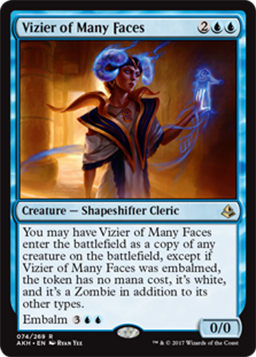 Vizier of Many Faces 2
Creature — Shapeshifter Cleric
You may have Vizier of Many Faces
enter the battlefield as a copy of any
creature on the battlefield, except if
Vizier of Many Faces was embalmed,
the token has no mana cost, it's white,
and it's a Zombie in addition to its
other types.
Embalm 3
0/0
074/269 R
AKH • EN Ryan Yee
™ & © 2017 Wizards of the Coast